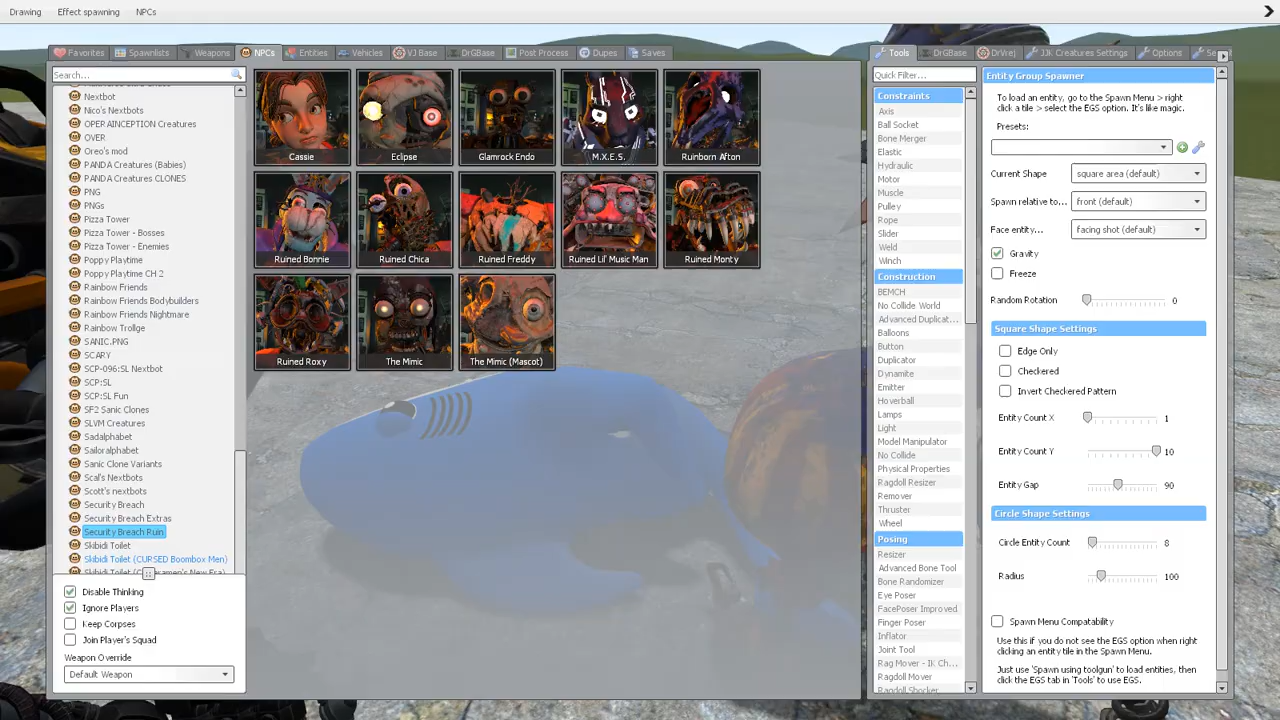 Drawing Effect spawning NPCs
Favorites Spawnlists Weapons NPCs Entities Vehicles VJ Base DrGBase Post Process Dupes Saves
Search...
Nextbot
Nico's Nextbots
OVER AINCEPTION Creatures
OVER
Oreo's mod
PANDA Creatures (Babies)
PANDA Creatures CLONES
PNG
PNGs
Pizza Tower
Pizza Tower - Bosses
Pizza Tower - Enemies
Poppy Playtime
Poppy Playtime CH 2
Rainbow Friends
Rainbow Friends Bodybuilders
Rainbow Friends Nightmare
Rainbow Trollge
SANIC.PNG
SCARY
SCP-096:SL Nextbot
SCP:SL
SCP:SL Fun
SF2 Sanic Clones
SLVM Creatures
Sadalphabet
Sailoralphabet
Sanic Clone Variants
Scal's Nextbots
Scott's nextbots
Security Breach
Security Breach Extras
Security Breach Ruin
Skibidi Toilet
Skibidi Toilet (CURSED Boombox Men)
Disable Thinking
Ignore Players
Keep Corpses
Join Player's Squad
Weapon Override
Default Weapon
Cassie Eclipse Glamrock Endo M.X.E.S. Ruinborn Afton
Ruined Bonnie Ruined Chica Ruined Freddy Ruined Lil' Music Man Ruined Monty
Ruined Roxy The Mimic The Mimic (Mascot)
Tools DrGBase DrVrej JJK Creatures Settings Options Se
Quick Filter...
Constraints
Axis
Ball Socket
Bone Merger
Elastic
Hydraulic
Motor
Muscle
Pulley
Rope
Slider
Weld
Winch
Construction
BEMCH
No Collide World
Advanced Duplicat...
Balloons
Button
Duplicator
Dynamite
Emitter
Hoverball
Lamps
Light
Model Manipulator
No Collide
Physical Properties
Ragdoll Resizer
Remover
Thruster
Wheel
Posing
Resizer
Advanced Bone Tool
Bone Randomizer
Eye Poser
FacePoser Improved
Finger Poser
Inflator
Joint Tool
Rag Mover - IK Ch...
Ragdoll Mover
Ragdoll Shocker
Entity Group Spawner
To load an entity, go to the Spawn Menu > right
click a tile > select the EGS option. It's like magic.
Presets:
Current Shape square area (default)
Spawn relative to... front (default)
Face entity... facing shot (default)
Gravity
Freeze
Random Rotation 0
Square Shape Settings
Edge Only
Checkered
Invert Checkered Pattern
Entity Count X 1
Entity Count Y 10
Entity Gap 90
Circle Shape Settings
Circle Entity Count 8
Radius 100
Spawn Menu Compatability
Use this if you do not see the EGS option when right
clicking an entity tile in the Spawn Menu.
Just use 'Spawn using toolgun' to load entities, then
click the EGS tab in 'Tools' to use EGS.